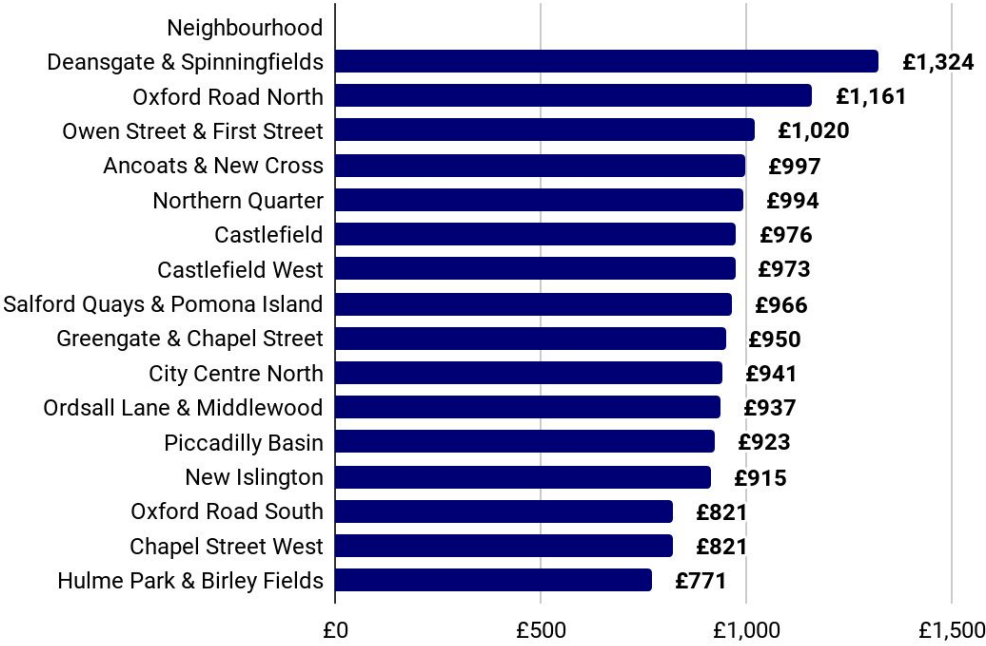 Neighbourhood
Deansgate & Spinningfields £1,324
Oxford Road North £1,161
Owen Street & First Street £1,020
Ancoats & New Cross £997
Northern Quarter £994
Castlefield £976
Castlefield West £973
Salford Quays & Pomona Island £966
Greengate & Chapel Street £950
City Centre North £941
Ordsall Lane & Middlewood £937
Piccadilly Basin £923
New Islington £915
Oxford Road South £821
Chapel Street West £821
Hulme Park & Birley Fields £771
£0 £500 £1,000 £1,500